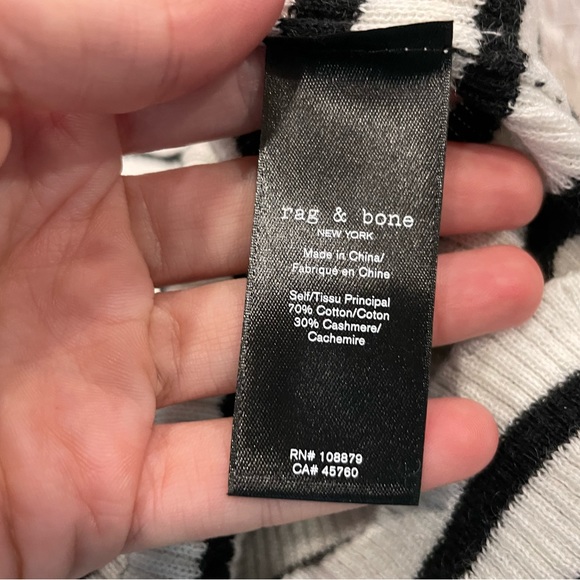 rag & bone
NEW YORK
Made in China/
Fabriqué en Chine
Self/Tissu Principal
70% Cotton/Coton
30% Cashmere/
Cachemire
RN# 108879
CA# 45760